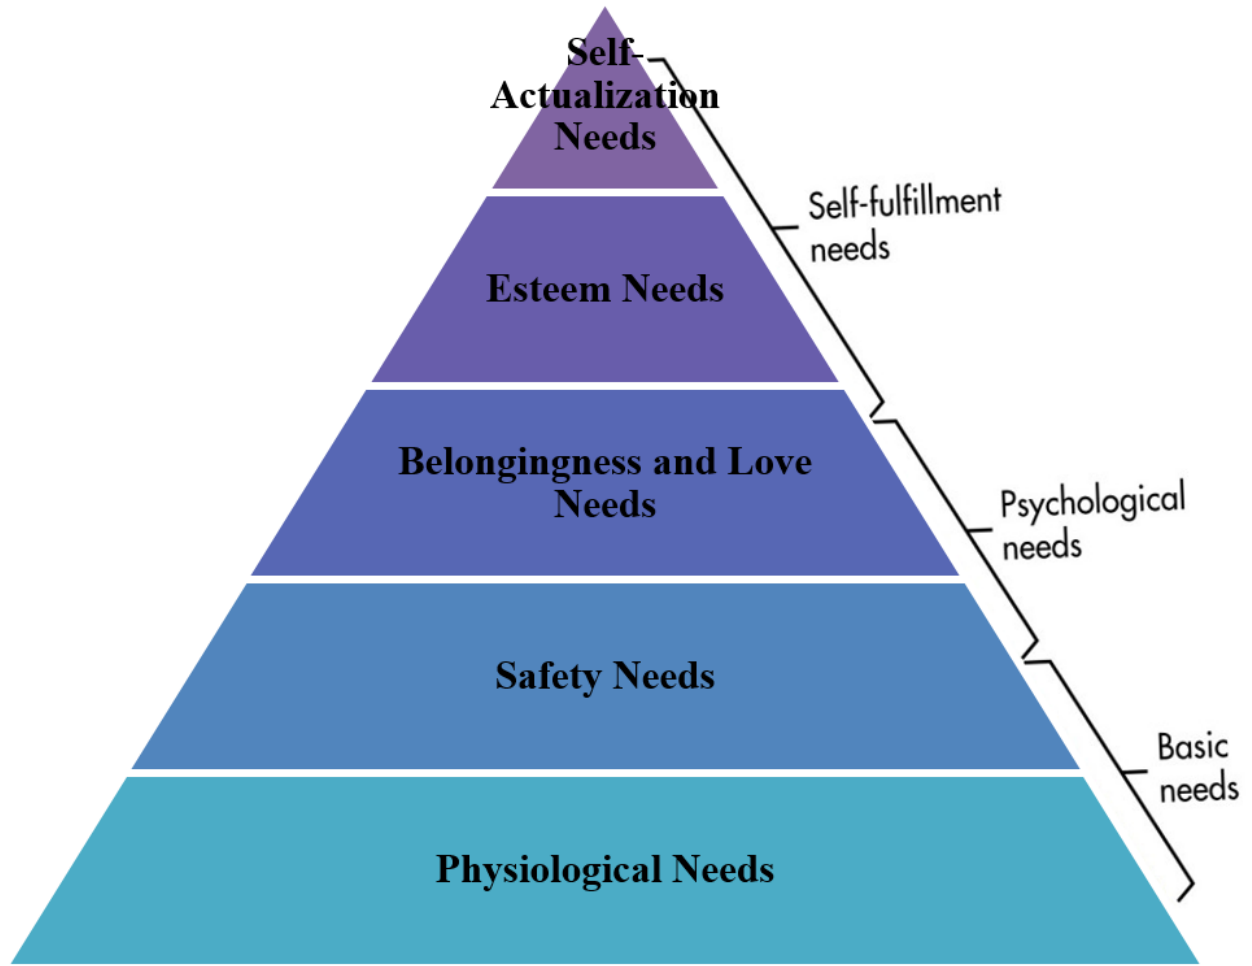 Self-
Actualization
Needs
Self-fulfillment
needs
Esteem Needs
Belongingness and Love
Needs
Psychological
needs
Safety Needs
Basic
needs
Physiological Needs